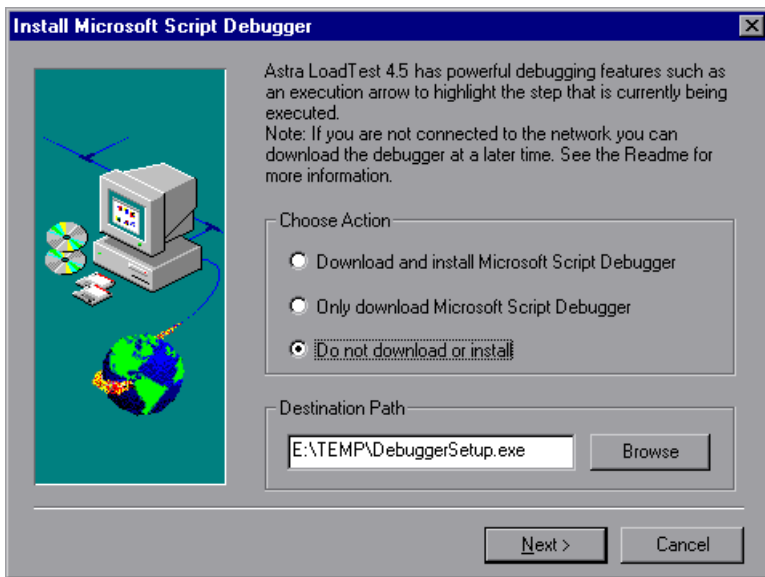 Install Microsoft Script Debugger
Astra LoadTest 4.5 has powerful debugging features such as
an execution arrow to highlight the step that is currently being
executed.
Note: If you are not connected to the network you can
download the debugger at a later time. See the Readme for
more information.
Choose Action
Download and install Microsoft Script Debugger
Only download Microsoft Script Debugger
Do not download or install
Destination Path
E:\TEMP\DebuggerSetup.exe
Browse
Next >
Cancel